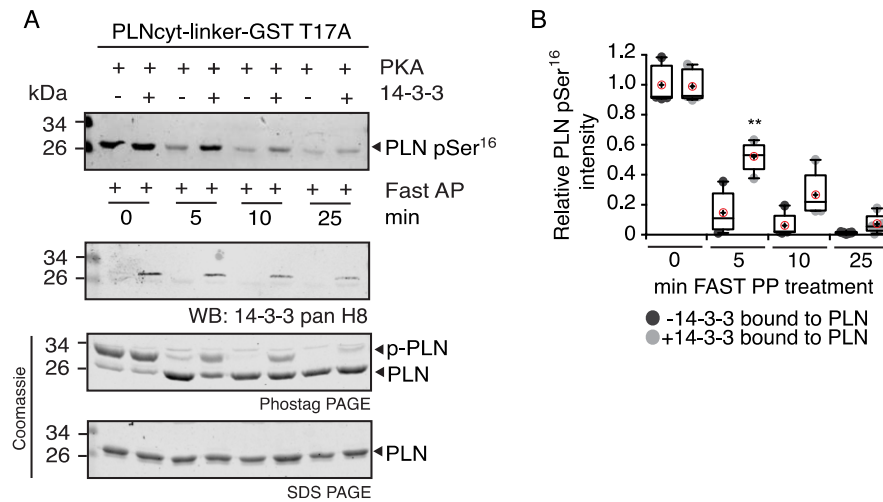 A
PLNcyt-linker-GST T17A
+ + + + + + + + PKA
kDa - + - + - + - + 14-3-3
34
26
PLN pSer16
+ + + + + + + + Fast AP
0 5 10 25 min
34
26
WB: 14-3-3 pan H8
Coomassie
34
26
p-PLN
PLN
Phostag PAGE
34
26
PLN
SDS PAGE
B
Relative PLN pSer16
intensity
1.2
1.0
0.8
0.6
0.4
0.2
0
**
0 5 10 25
min FAST PP treatment
-14-3-3 bound to PLN
+14-3-3 bound to PLN